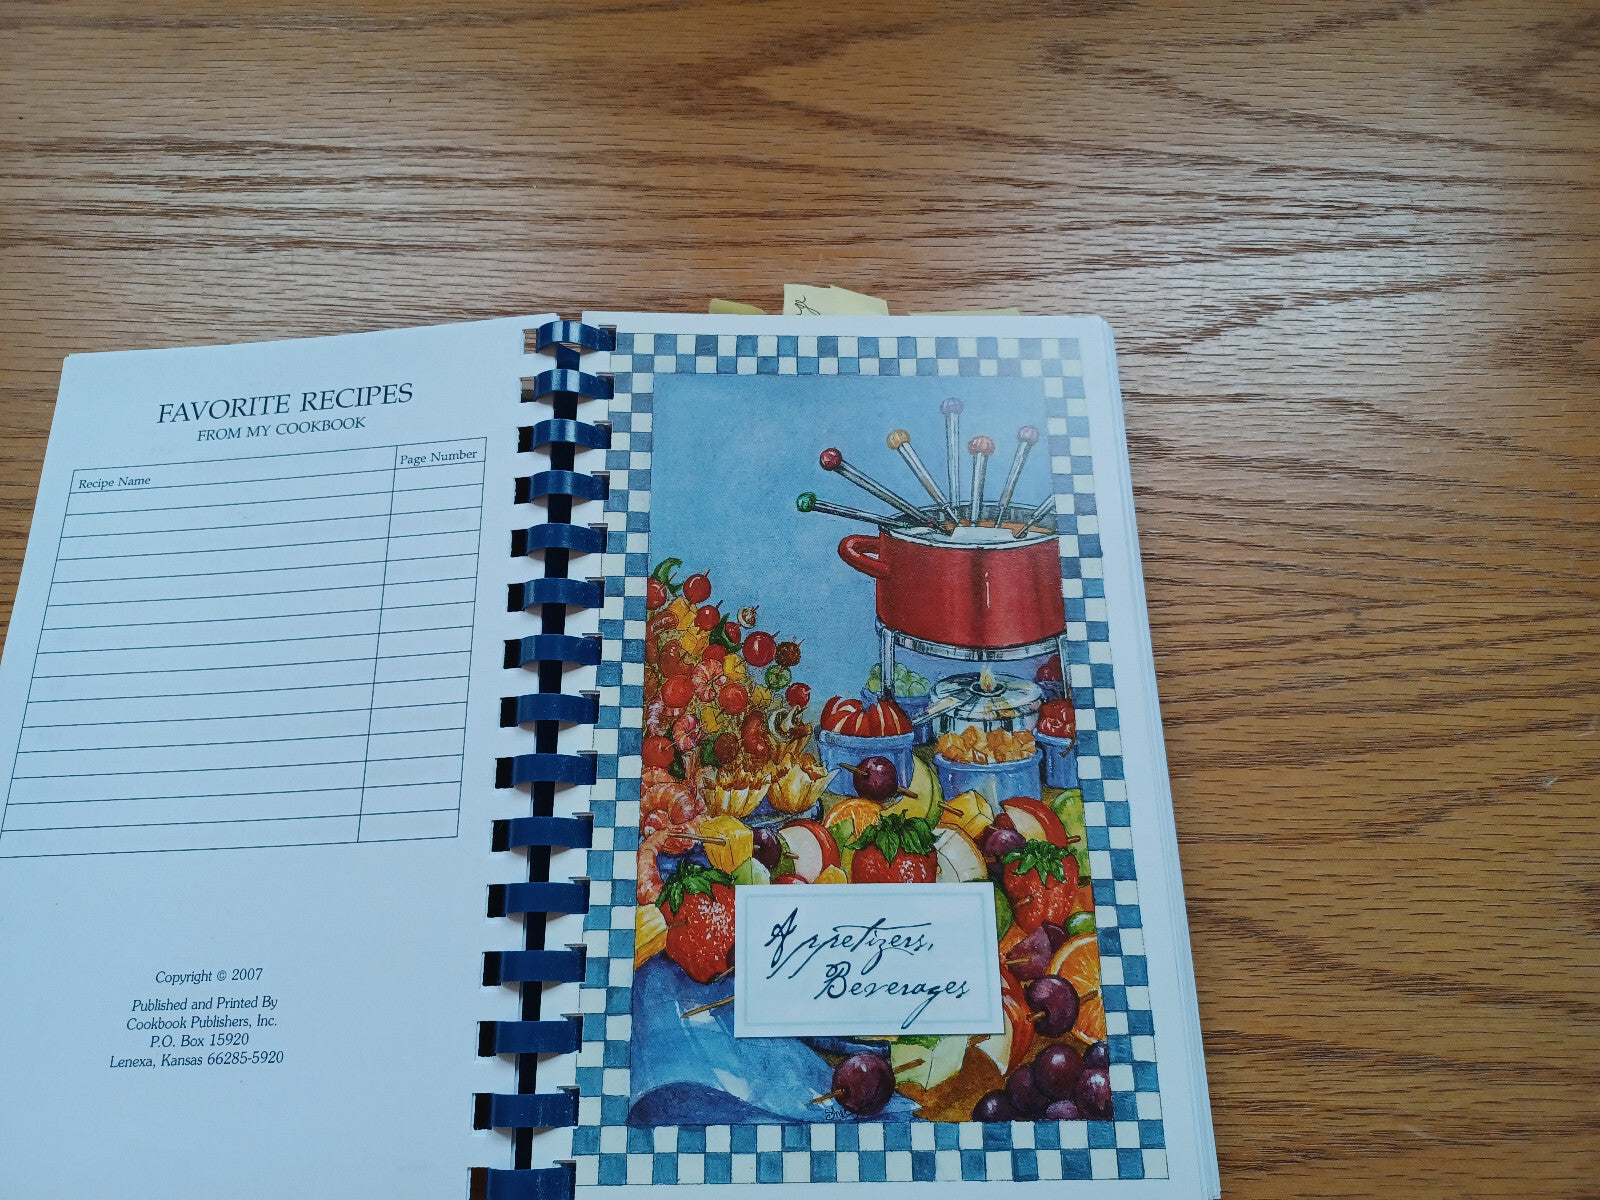 FAVORITE RECIPES
FROM MY COOKBOOK
Recipe Name Page Number
Copyright © 2007
Published and Printed By
Cookbook Publishers, Inc.
P.O. Box 15920
Lenexa, Kansas 66285-5920
Appetizers,
Beverages